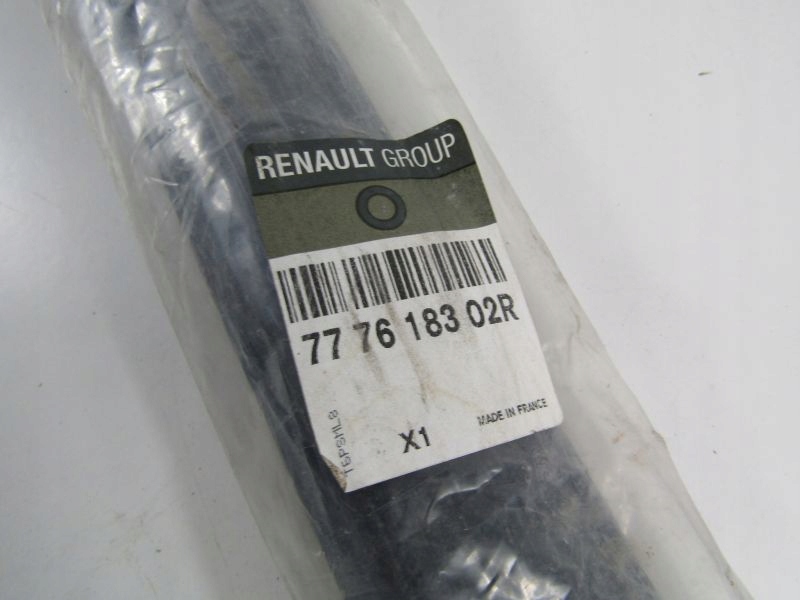 RENAULT GROUP
77 76 183 02R
X1
MADE IN FRANCE